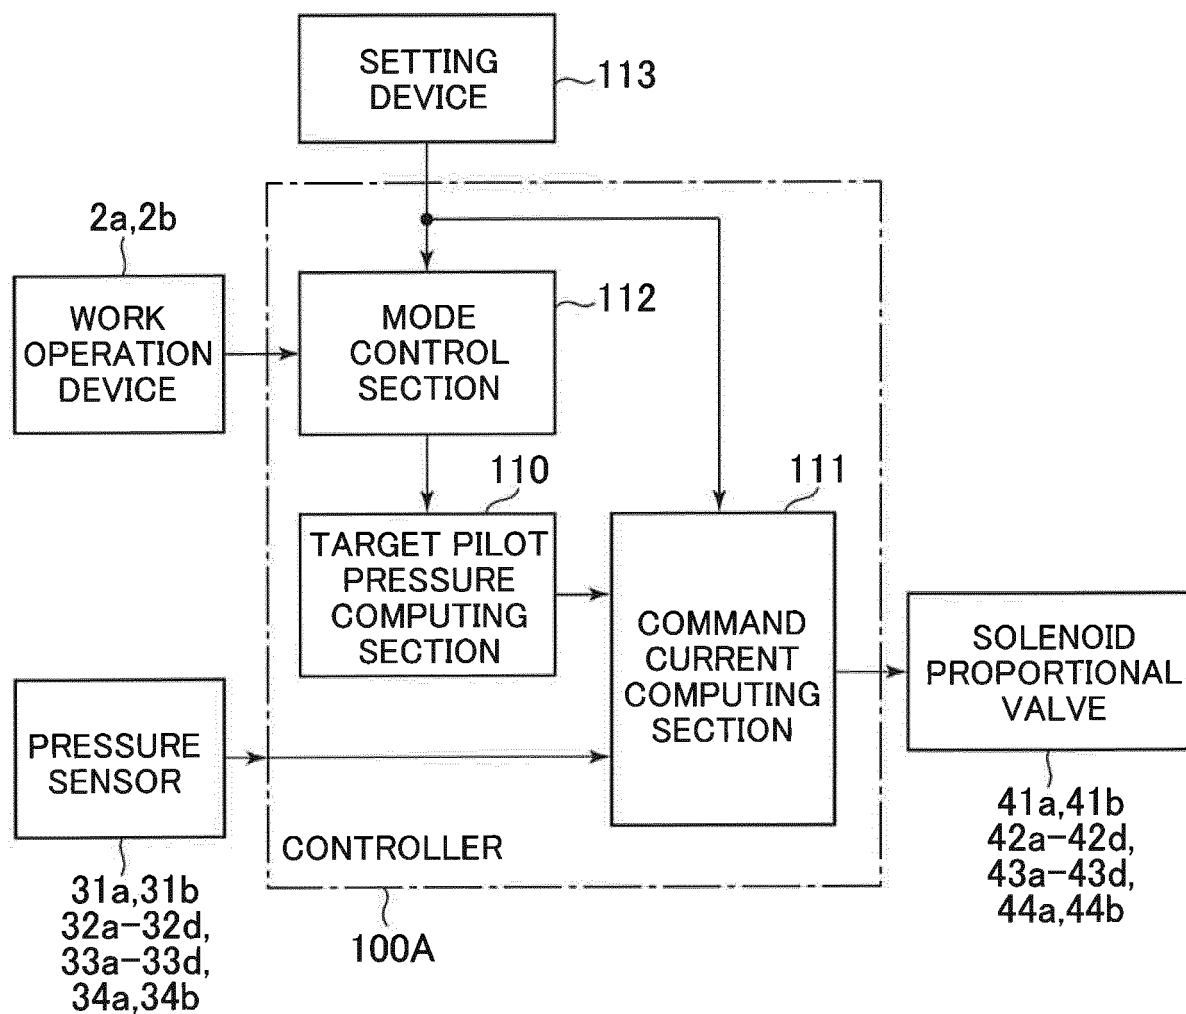 SETTING
DEVICE
113
2a,2b
WORK
OPERATION
DEVICE
MODE
CONTROL
SECTION
112
110
TARGET PILOT
PRESSURE
COMPUTING
SECTION
111
COMMAND
CURRENT
COMPUTING
SECTION
SOLENOID
PROPORTIONAL
VALVE
41a,41b
42a-42d,
43a-43d,
44a,44b
PRESSURE
SENSOR
31a,31b
32a-32d,
33a-33d,
34a,34b
CONTROLLER
100A